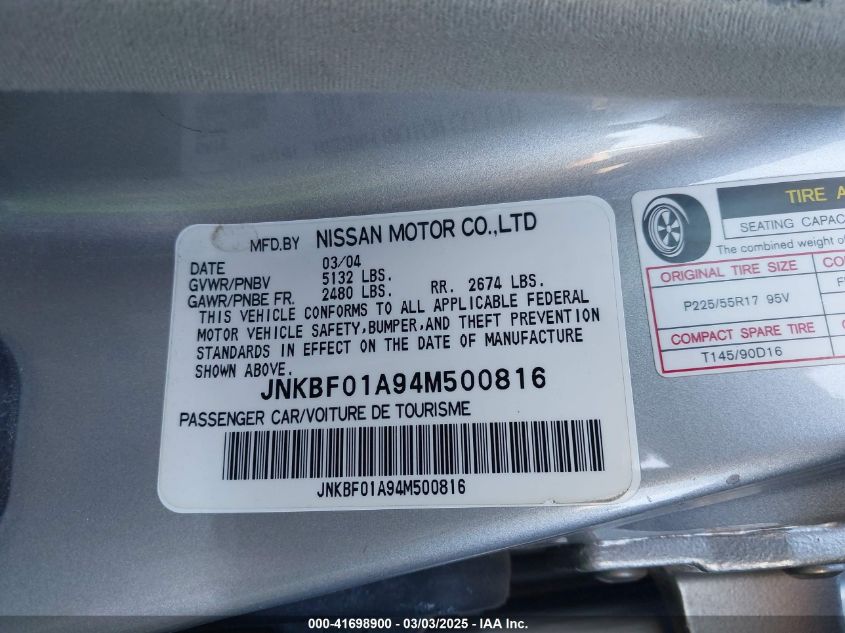 MFD.BY NISSAN MOTOR CO.,LTD
DATE 03/04
GVWR/PNBV 5132 LBS.
GAWR/PNBE FR. 2480 LBS. RR. 2674 LBS.
THIS VEHICLE CONFORMS TO ALL APPLICABLE FEDERAL
MOTOR VEHICLE SAFETY,BUMPER,AND THEFT PREVENTION
STANDARDS IN EFFECT ON THE DATE OF MANUFACTURE
SHOWN ABOVE.
JNKBF01A94M500816
PASSENGER CAR/VOITURE DE TOURISME
JNKBF01A94M500816
TIRE A
SEATING CAPAC
The combined weight of
ORIGINAL TIRE SIZE CO
P225/55R17 95V F
COMPACT SPARE TIRE
T145/90D16
000-41698900 - 03/03/2025 - IAA Inc.